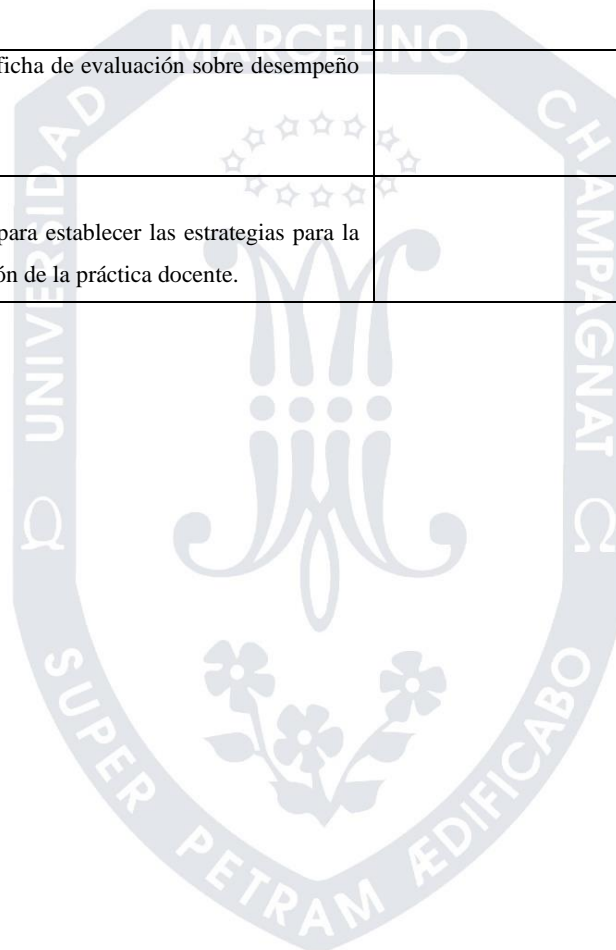 ficha de evaluación sobre desempeño
para establecer las estrategias para la
ón de la práctica docente.
UNIVERSIDAD MARCELINO CHAMPAGNAT
SUPER PETRAM ÆDIFICABO